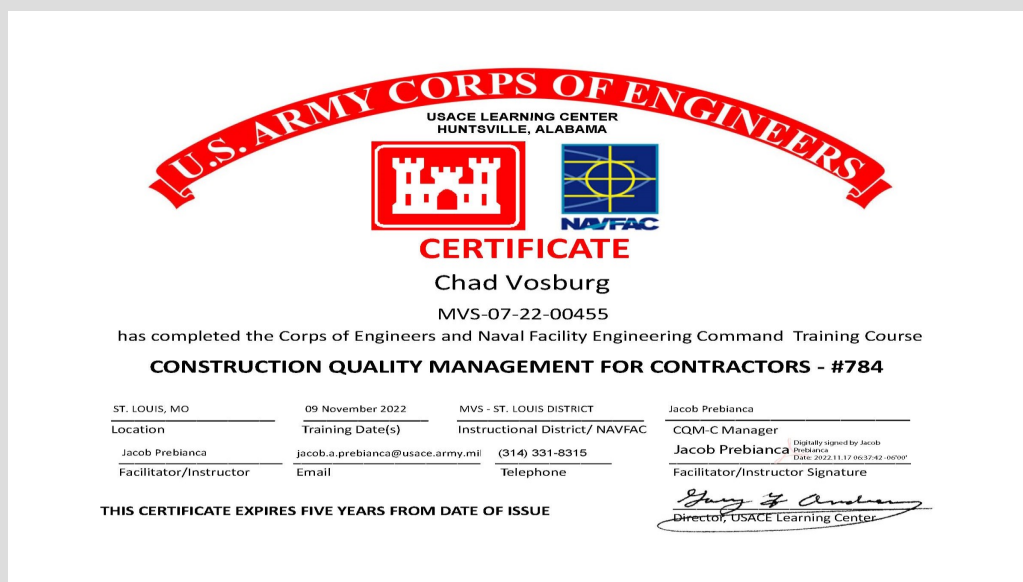 U.S. ARMY CORPS OF ENGINEERS
USACE LEARNING CENTER
HUNTSVILLE, ALABAMA
NAVFAC
CERTIFICATE
Chad Vosburg
MVS-07-22-00455
has completed the Corps of Engineers and Naval Facility Engineering Command Training Course
CONSTRUCTION QUALITY MANAGEMENT FOR CONTRACTORS - #784
ST. LOUIS, MO 09 November 2022 MVS - ST. LOUIS DISTRICT Jacob Prebianca
Location Training Date(s) Instructional District/ NAVFAC CQM-C Manager
Jacob Prebianca jacob.a.prebianca@usace.army.mil (314) 331-8315 Jacob Prebianca Digitally signed by Jacob
Prebianca
Date: 2022.11.17 06:37:42 -06'00'
Facilitator/Instructor Email Telephone Facilitator/Instructor Signature
THIS CERTIFICATE EXPIRES FIVE YEARS FROM DATE OF ISSUE
Director, USACE Learning Center